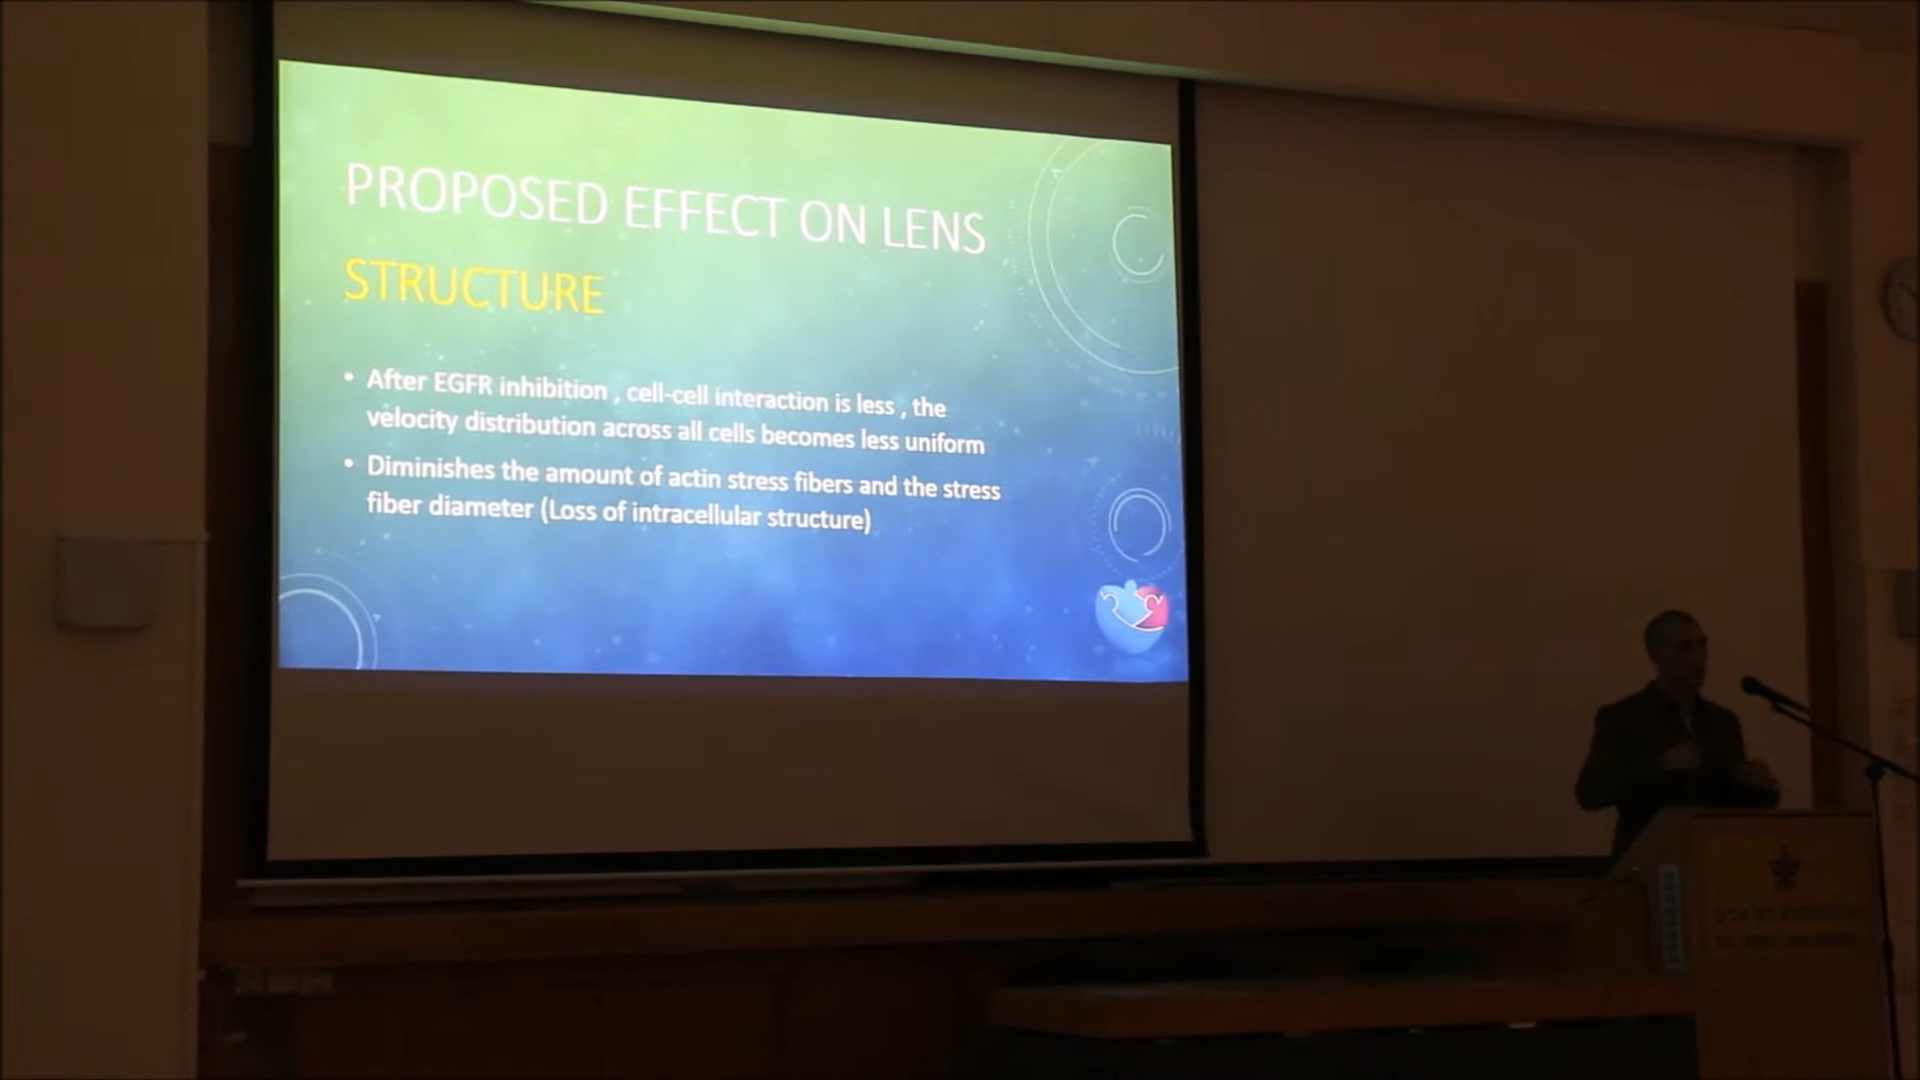 PROPOSED EFFECT ON LENS
STRUCTURE
• After EGFR inhibition , cell-cell interaction is less , the
velocity distribution across all cells becomes less uniform
• Diminishes the amount of actin stress fibers and the stress
fiber diameter (Loss of intracellular structure)